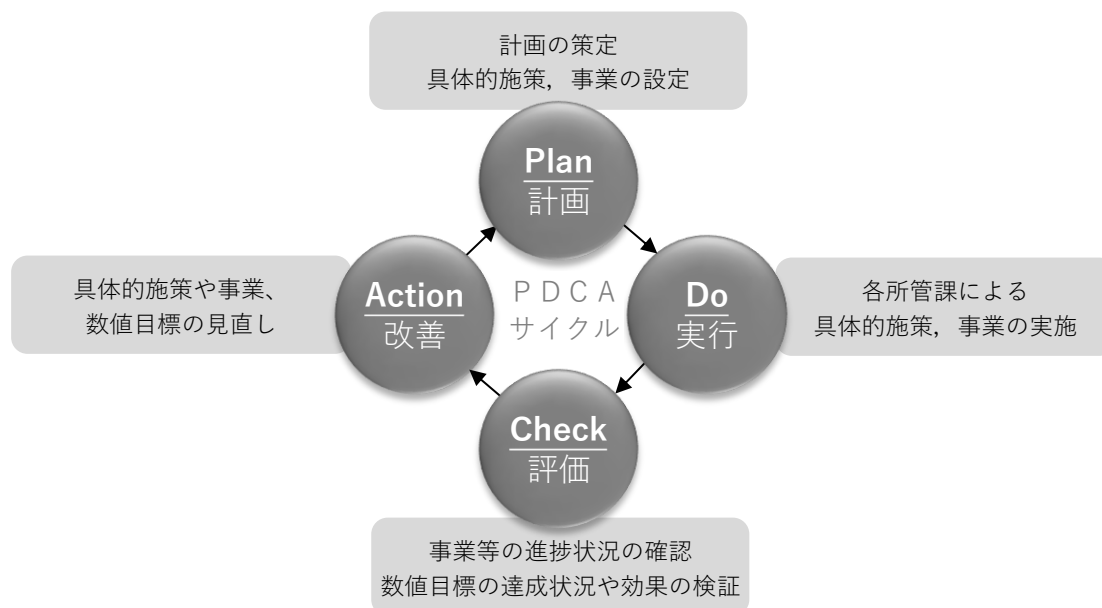 計画の策定
具体的施策，事業の設定
Plan
計画
具体的施策や事業、
数値目標の見直し
Action
改善
ＰＤＣＡ
サイクル
Do
実行
各所管課による
具体的施策，事業の実施
Check
評価
事業等の進捗状況の確認
数値目標の達成状況や効果の検証